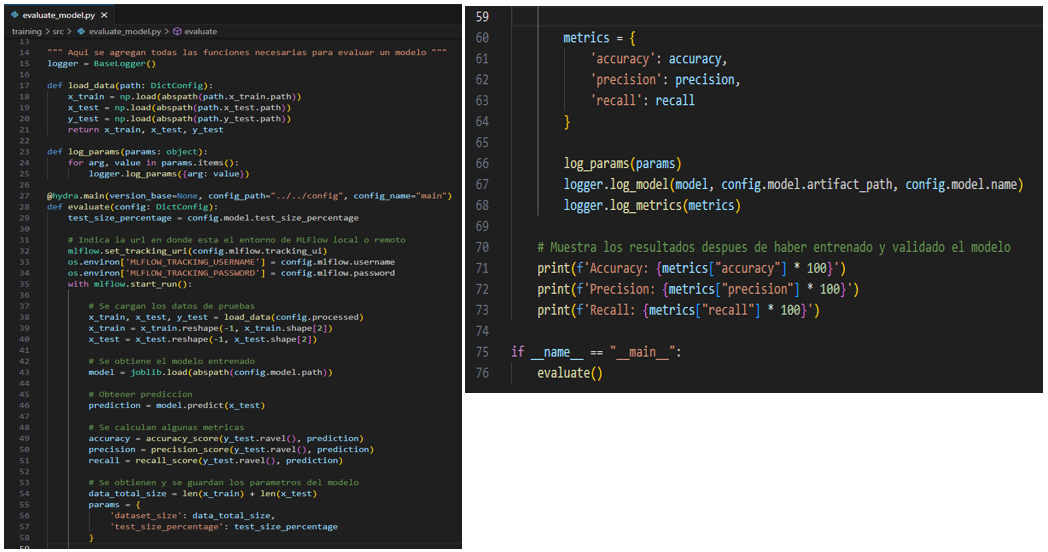 evaluate_model.py ×
training > src > evaluate_model.py > evaluate
13
14 """ Aqui se agregan todas las funciones necesarias para evaluar un modelo """
15 logger = BaseLogger()
16
17 def load_data(path: DictConfig):
18     x_train = np.load(abspath(path.x_train.path))
19     x_test = np.load(abspath(path.x_test.path))
20     y_test = np.load(abspath(path.y_test.path))
21     return x_train, x_test, y_test
22
23 def log_params(params: object):
24     for arg, value in params.items():
25         logger.log_params({arg: value})
26
27 @hydra.main(version_base=None, config_path="../../config", config_name="main")
28 def evaluate(config: DictConfig):
29     test_size_percentage = config.model.test_size_percentage
30
31     # Indica la url en donde esta el entorno de MLFlow local o remoto
32     mlflow.set_tracking_uri(config.mlflow.tracking_ui)
33     os.environ['MLFLOW_TRACKING_USERNAME'] = config.mlflow.username
34     os.environ['MLFLOW_TRACKING_PASSWORD'] = config.mlflow.password
35     with mlflow.start_run():
36
37         # Se cargan los datos de pruebas
38         x_train, x_test, y_test = load_data(config.processed)
39         x_train = x_train.reshape(-1, x_train.shape[2])
40         x_test = x_test.reshape(-1, x_test.shape[2])
41
42         # Se obtiene el modelo entrenado
43         model = joblib.load(abspath(config.model.path))
44
45         # Obtener prediccion
46         prediction = model.predict(x_test)
47
48         # Se calculan algunas metricas
49         accuracy = accuracy_score(y_test.ravel(), prediction)
50         precision = precision_score(y_test.ravel(), prediction)
51         recall = recall_score(y_test.ravel(), prediction)
52
53         # Se obtienen y se guardan los parametros del modelo
54         data_total_size = len(x_train) + len(x_test)
55         params = {
56             'dataset_size': data_total_size,
57             'test_size_percentage': test_size_percentage
58         }
59
59
60         metrics = {
61             'accuracy': accuracy,
62             'precision': precision,
63             'recall': recall
64         }
65
66         log_params(params)
67         logger.log_model(model, config.model.artifact_path, config.model.name)
68         logger.log_metrics(metrics)
69
70     # Muestra los resultados despues de haber entrenado y validado el modelo
71     print(f'Accuracy: {metrics["accuracy"] * 100}')
72     print(f'Precision: {metrics["precision"] * 100}')
73     print(f'Recall: {metrics["recall"] * 100}')
74
75 if __name__ == "__main__":
76     evaluate()